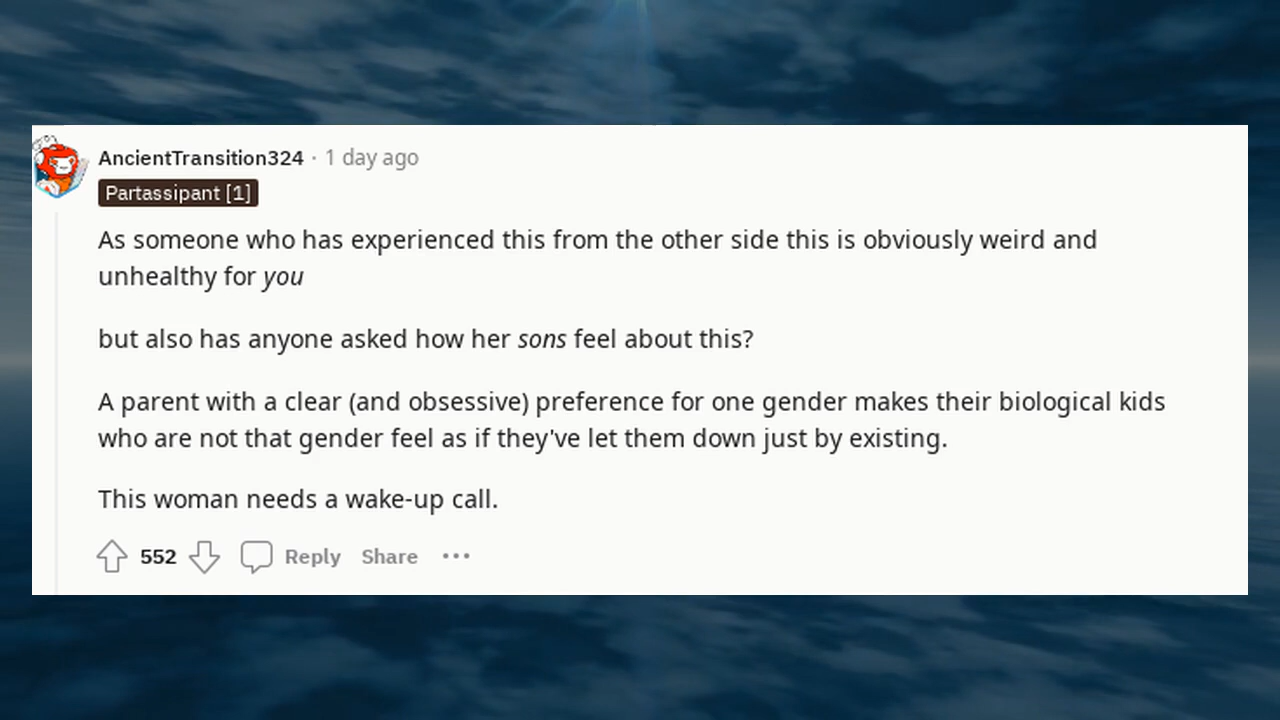 AncientTransition324 · 1 day ago
Partassipant [1]
As someone who has experienced this from the other side this is obviously weird and
unhealthy for you
but also has anyone asked how her sons feel about this?
A parent with a clear (and obsessive) preference for one gender makes their biological kids
who are not that gender feel as if they've let them down just by existing.
This woman needs a wake-up call.
552 Reply Share •••